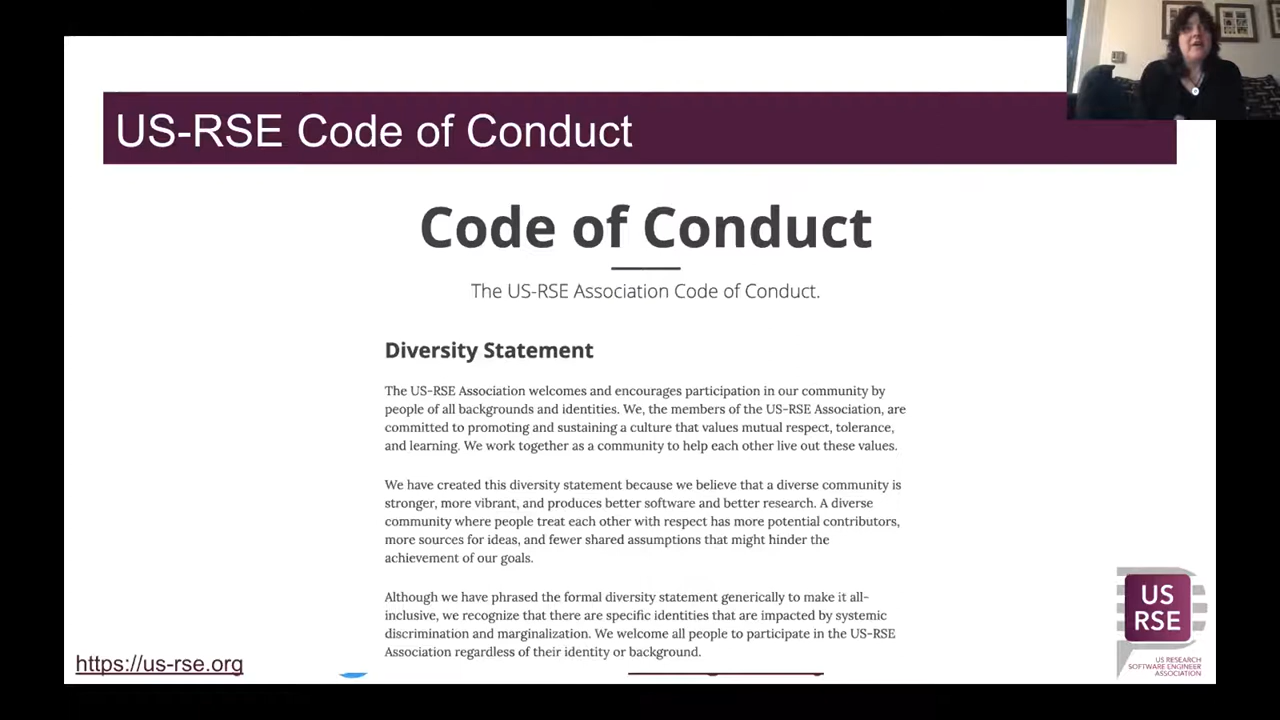 US-RSE Code of Conduct
Code of Conduct
The US-RSE Association Code of Conduct.
Diversity Statement
The US-RSE Association welcomes and encourages participation in our community by
people of all backgrounds and identities. We, the members of the US-RSE Association, are
committed to promoting and sustaining a culture that values mutual respect, tolerance,
and learning. We work together as a community to help each other live out these values.
We have created this diversity statement because we believe that a diverse community is
stronger, more vibrant, and produces better software and better research. A diverse
community where people treat each other with respect has more potential contributors,
more sources for ideas, and fewer shared assumptions that might hinder the
achievement of our goals.
Although we have phrased the formal diversity statement generically to make it all-
inclusive, we recognize that there are specific identities that are impacted by systemic
discrimination and marginalization. We welcome all people to participate in the US-RSE
Association regardless of their identity or background.
https://us-rse.org
US
RSE
US RESEARCH
SOFTWARE ENGINEER
ASSOCIATION